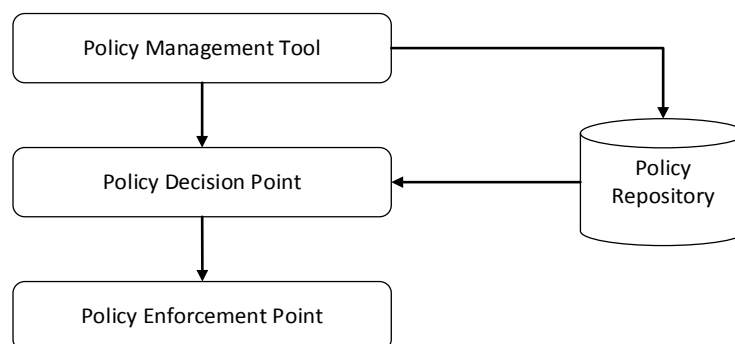 Policy Management Tool
Policy Decision Point
Policy
Repository
Policy Enforcement Point